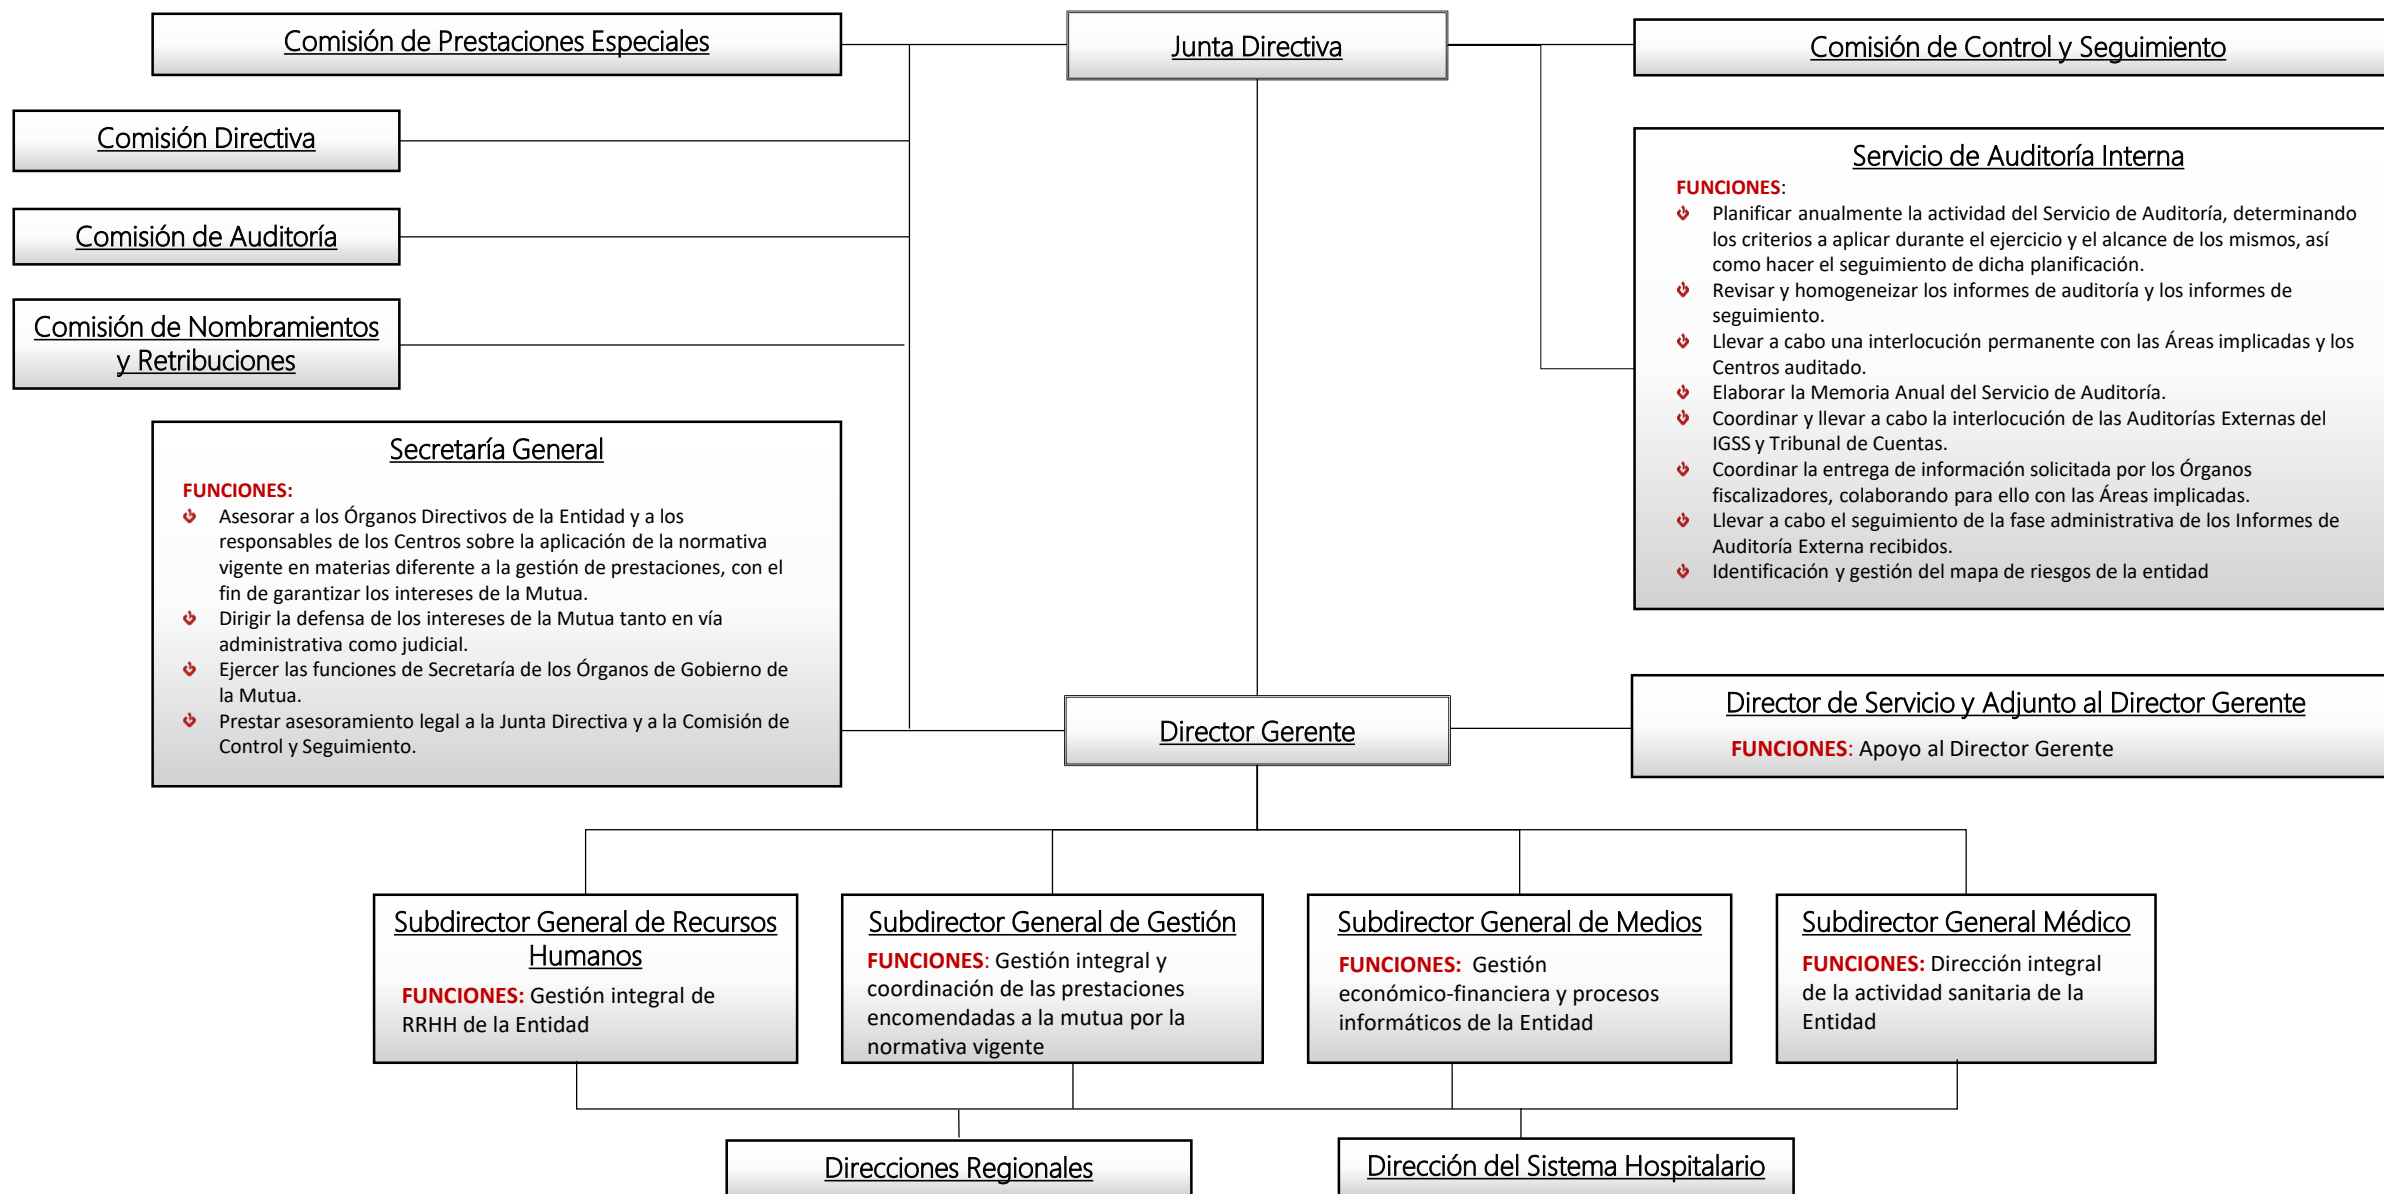 Comisión de Prestaciones Especiales
Junta Directiva
Comisión de Control y Seguimiento
Comisión Directiva
Comisión de Auditoría
Comisión de Nombramientos
y Retribuciones
Servicio de Auditoría Interna
FUNCIONES:
Planificar anualmente la actividad del Servicio de Auditoría, determinando
los criterios a aplicar durante el ejercicio y el alcance de los mismos, así
como hacer el seguimiento de dicha planificación.
Revisar y homogeneizar los informes de auditoría y los informes de
seguimiento.
Llevar a cabo una interlocución permanente con las Áreas implicadas y los
Centros auditado.
Elaborar la Memoria Anual del Servicio de Auditoría.
Coordinar y llevar a cabo la interlocución de las Auditorías Externas del
IGSS y Tribunal de Cuentas.
Coordinar la entrega de información solicitada por los Órganos
fiscalizadores, colaborando para ello con las Áreas implicadas.
Llevar a cabo el seguimiento de la fase administrativa de los Informes de
Auditoría Externa recibidos.
Identificación y gestión del mapa de riesgos de la entidad
Secretaría General
FUNCIONES:
Asesorar a los Órganos Directivos de la Entidad y a los
responsables de los Centros sobre la aplicación de la normativa
vigente en materias diferente a la gestión de prestaciones, con el
fin de garantizar los intereses de la Mutua.
Dirigir la defensa de los intereses de la Mutua tanto en vía
administrativa como judicial.
Ejercer las funciones de Secretaría de los Órganos de Gobierno de
la Mutua.
Prestar asesoramiento legal a la Junta Directiva y a la Comisión de
Control y Seguimiento.
Director Gerente
Director de Servicio y Adjunto al Director Gerente
FUNCIONES: Apoyo al Director Gerente
Subdirector General de Recursos
Humanos
FUNCIONES: Gestión integral de
RRHH de la Entidad
Subdirector General de Gestión
FUNCIONES: Gestión integral y
coordinación de las prestaciones
encomendadas a la mutua por la
normativa vigente
Subdirector General de Medios
FUNCIONES: Gestión
económico-financiera y procesos
informáticos de la Entidad
Subdirector General Médico
FUNCIONES: Dirección integral
de la actividad sanitaria de la
Entidad
Direcciones Regionales
Dirección del Sistema Hospitalario